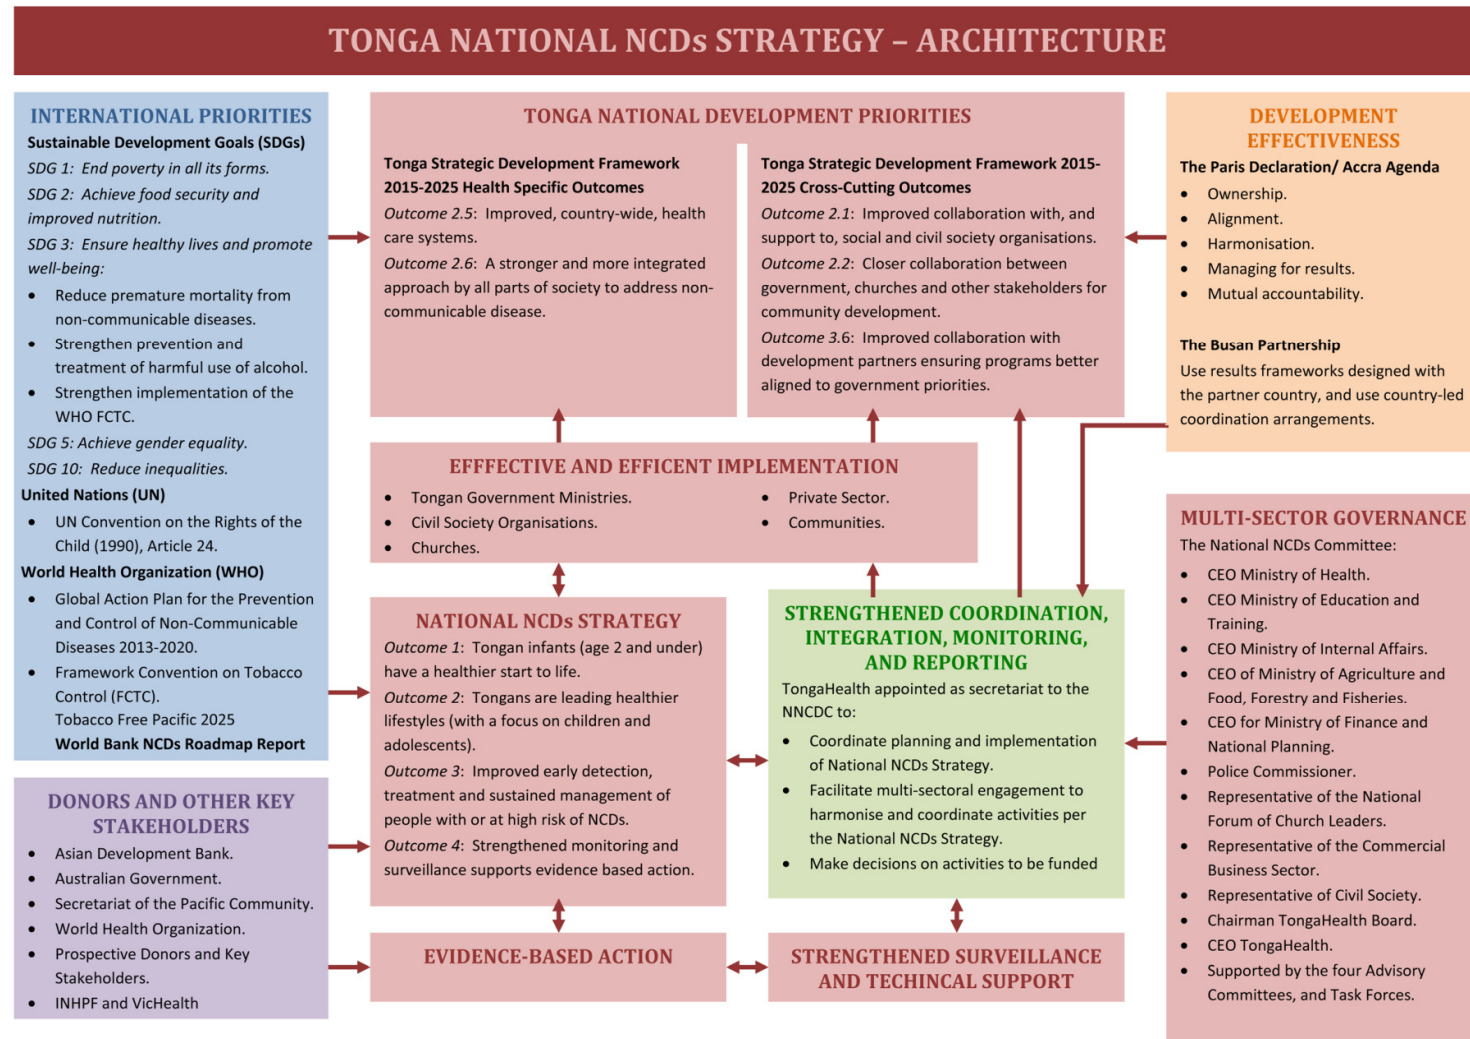 TONGA NATIONAL NCDs STRATEGY – ARCHITECTURE
INTERNATIONAL PRIORITIES
Sustainable Development Goals (SDGs)
SDG 1: End poverty in all its forms.
SDG 2: Achieve food security and
improved nutrition.
SDG 3: Ensure healthy lives and promote
well-being:
• Reduce premature mortality from
non-communicable diseases.
• Strengthen prevention and
treatment of harmful use of alcohol.
• Strengthen implementation of the
WHO FCTC.
SDG 5: Achieve gender equality.
SDG 10: Reduce inequalities.
United Nations (UN)
• UN Convention on the Rights of the
Child (1990), Article 24.
World Health Organization (WHO)
• Global Action Plan for the Prevention
and Control of Non-Communicable
Diseases 2013-2020.
• Framework Convention on Tobacco
Control (FCTC).
Tobacco Free Pacific 2025
World Bank NCDs Roadmap Report
DONORS AND OTHER KEY
STAKEHOLDERS
• Asian Development Bank.
• Australian Government.
• Secretariat of the Pacific Community.
• World Health Organization.
• Prospective Donors and Key
Stakeholders.
• INHPF and VicHealth
TONGA NATIONAL DEVELOPMENT PRIORITIES
Tonga Strategic Development Framework
2015-2025 Health Specific Outcomes
Outcome 2.5: Improved, country-wide, health
care systems.
Outcome 2.6: A stronger and more integrated
approach by all parts of society to address non-
communicable disease.
Tonga Strategic Development Framework 2015-
2025 Cross-Cutting Outcomes
Outcome 2.1: Improved collaboration with, and
support to, social and civil society organisations.
Outcome 2.2: Closer collaboration between
government, churches and other stakeholders for
community development.
Outcome 3.6: Improved collaboration with
development partners ensuring programs better
aligned to government priorities.
EFFFECTIVE AND EFFICENT IMPLEMENTATION
• Tongan Government Ministries.
• Civil Society Organisations.
• Churches.
• Private Sector.
• Communities.
NATIONAL NCDs STRATEGY
Outcome 1: Tongan infants (age 2 and under)
have a healthier start to life.
Outcome 2: Tongans are leading healthier
lifestyles (with a focus on children and
adolescents).
Outcome 3: Improved early detection,
treatment and sustained management of
people with or at high risk of NCDs.
Outcome 4: Strengthened monitoring and
surveillance supports evidence based action.
STRENGTHENED COORDINATION,
INTEGRATION, MONITORING,
AND REPORTING
TongaHealth appointed as secretariat to the
NNCDC to:
• Coordinate planning and implementation
of National NCDs Strategy.
• Facilitate multi-sectoral engagement to
harmonise and coordinate activities per
the National NCDs Strategy.
• Make decisions on activities to be funded
EVIDENCE-BASED ACTION
STRENGTHENED SURVEILLANCE
AND TECHINCAL SUPPORT
DEVELOPMENT
EFFECTIVENESS
The Paris Declaration/ Accra Agenda
• Ownership.
• Alignment.
• Harmonisation.
• Managing for results.
• Mutual accountability.
The Busan Partnership
Use results frameworks designed with
the partner country, and use country-led
coordination arrangements.
MULTI-SECTOR GOVERNANCE
The National NCDs Committee:
• CEO Ministry of Health.
• CEO Ministry of Education and
Training.
• CEO Ministry of Internal Affairs.
• CEO of Ministry of Agriculture and
Food, Forestry and Fisheries.
• CEO for Ministry of Finance and
National Planning.
• Police Commissioner.
• Representative of the National
Forum of Church Leaders.
• Representative of the Commercial
Business Sector.
• Representative of Civil Society.
• Chairman TongaHealth Board.
• CEO TongaHealth.
• Supported by the four Advisory
Committees, and Task Forces.